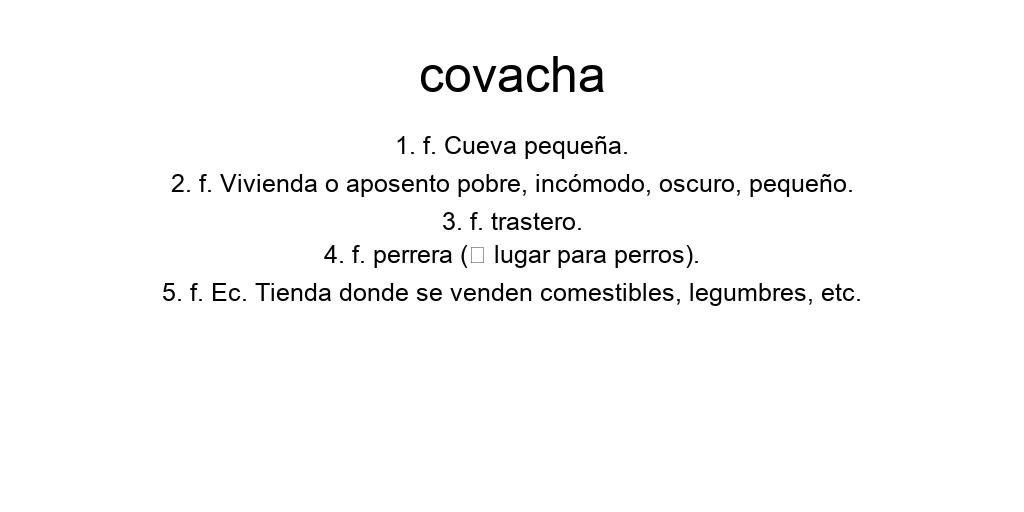 covacha
1. f. Cueva pequeña.
2. f. Vivienda o aposento pobre, incómodo, oscuro, pequeño.
3. f. trastero.
4. f. perrera (□ lugar para perros).
5. f. Ec. Tienda donde se venden comestibles, legumbres, etc.